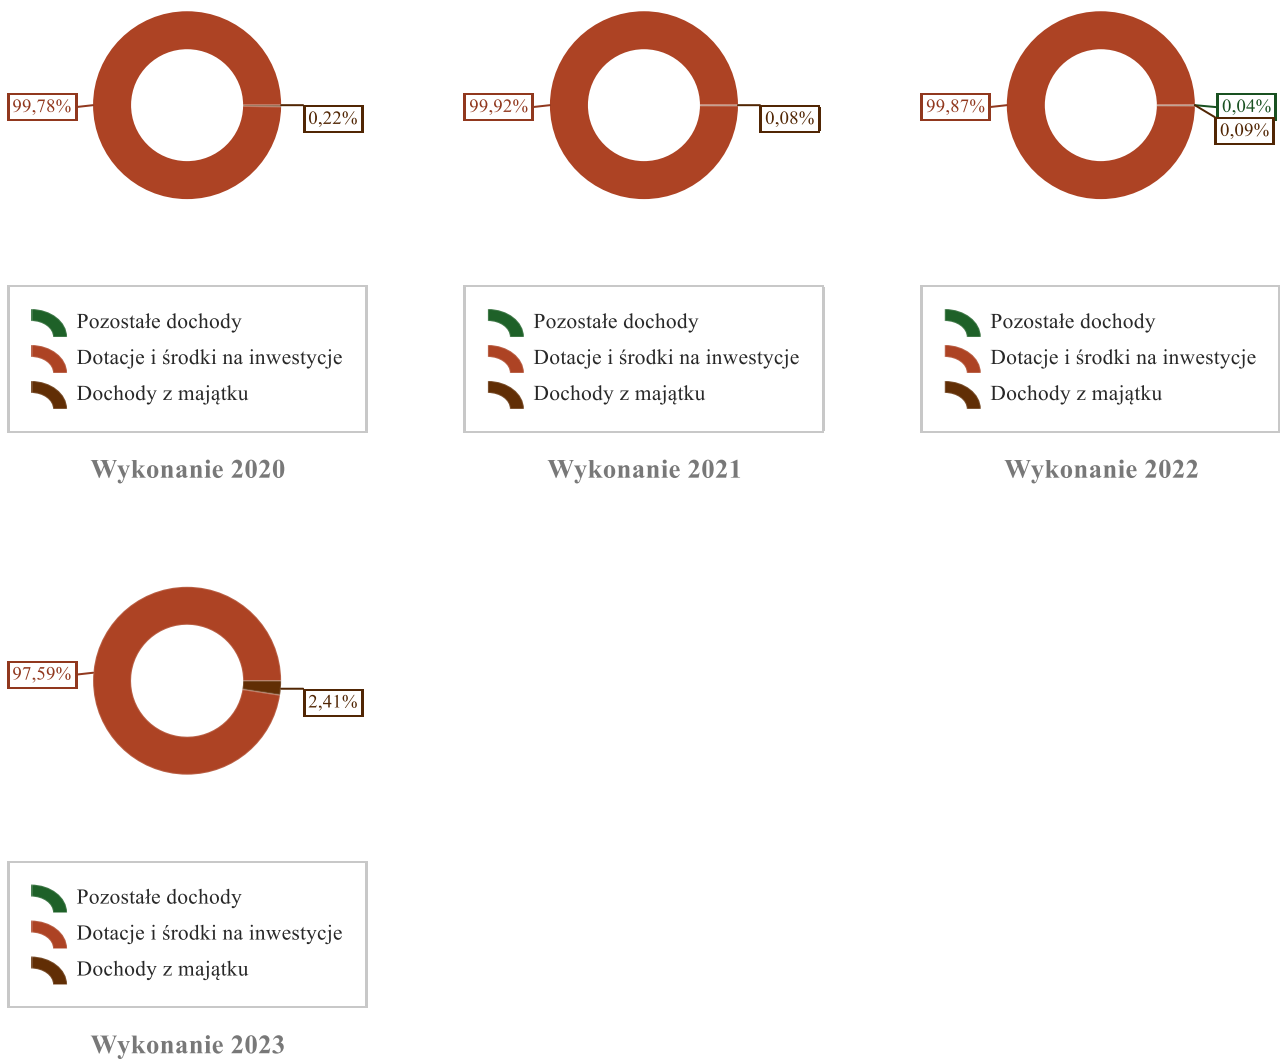 99,78%
0,22%
Pozostałe dochody
Dotacje i środki na inwestycje
Dochody z majątku
Wykonanie 2020
99,92%
0,08%
Pozostałe dochody
Dotacje i środki na inwestycje
Dochody z majątku
Wykonanie 2021
99,87%
0,04%
0,09%
Pozostałe dochody
Dotacje i środki na inwestycje
Dochody z majątku
Wykonanie 2022
97,59%
2,41%
Pozostałe dochody
Dotacje i środki na inwestycje
Dochody z majątku
Wykonanie 2023